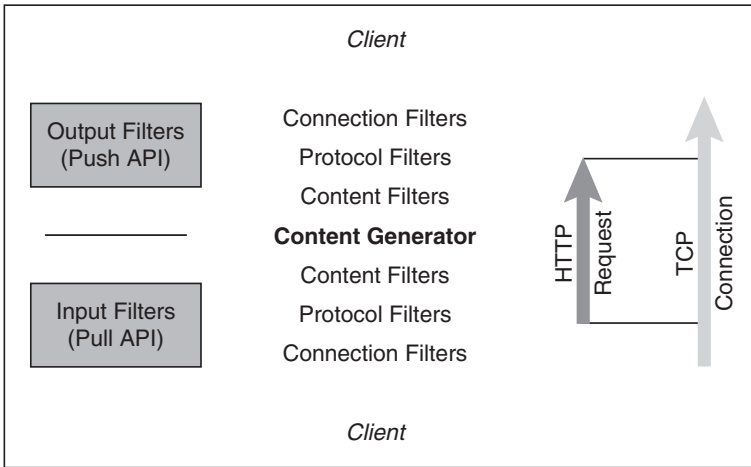 Client
Output Filters
(Push API)
Connection Filters
Protocol Filters
Content Filters
Content Generator
Content Filters
Protocol Filters
Connection Filters
Input Filters
(Pull API)
HTTP
Request
TCP
Connection
Client